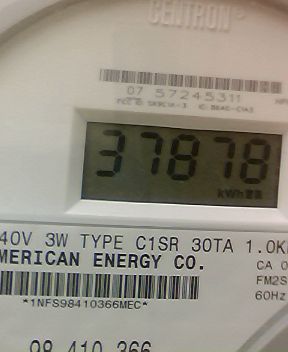 CENTRON®
07 57245311
37878
kWh
40V 3W TYPE C1SR 30TA 1.0K
MERICAN ENERGY CO.
CA 0
FM2S
60Hz
*1NFS98410366MEC*
98 410 366